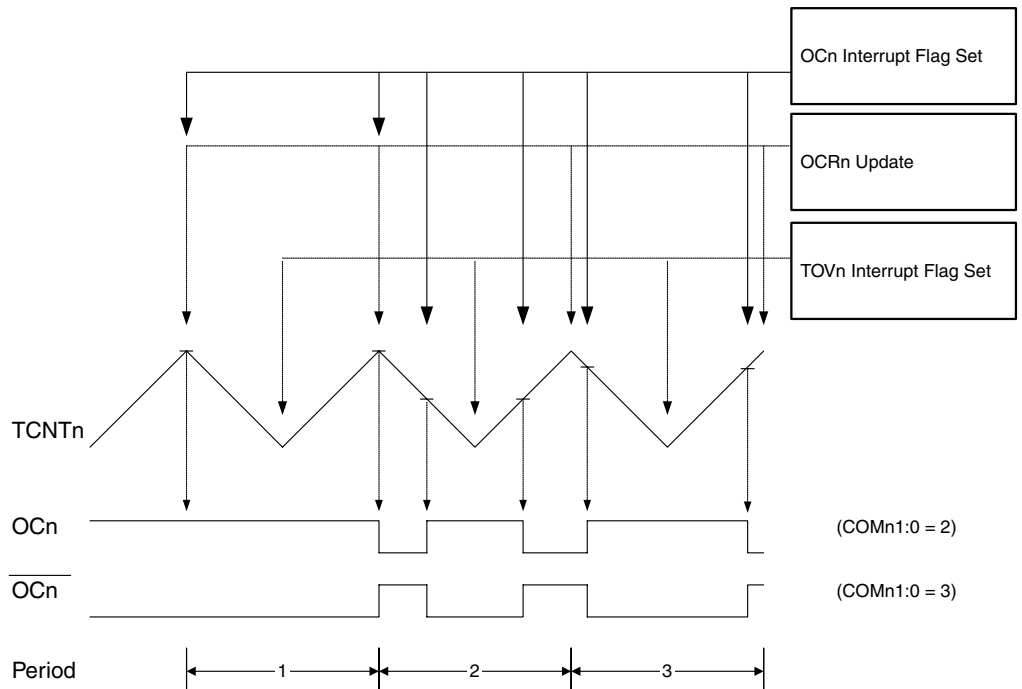 OCn Interrupt Flag Set
OCRn Update
TOVn Interrupt Flag Set
TCNTn
OCn
(COMn1:0 = 2)
OCn
(COMn1:0 = 3)
Period
1
2
3